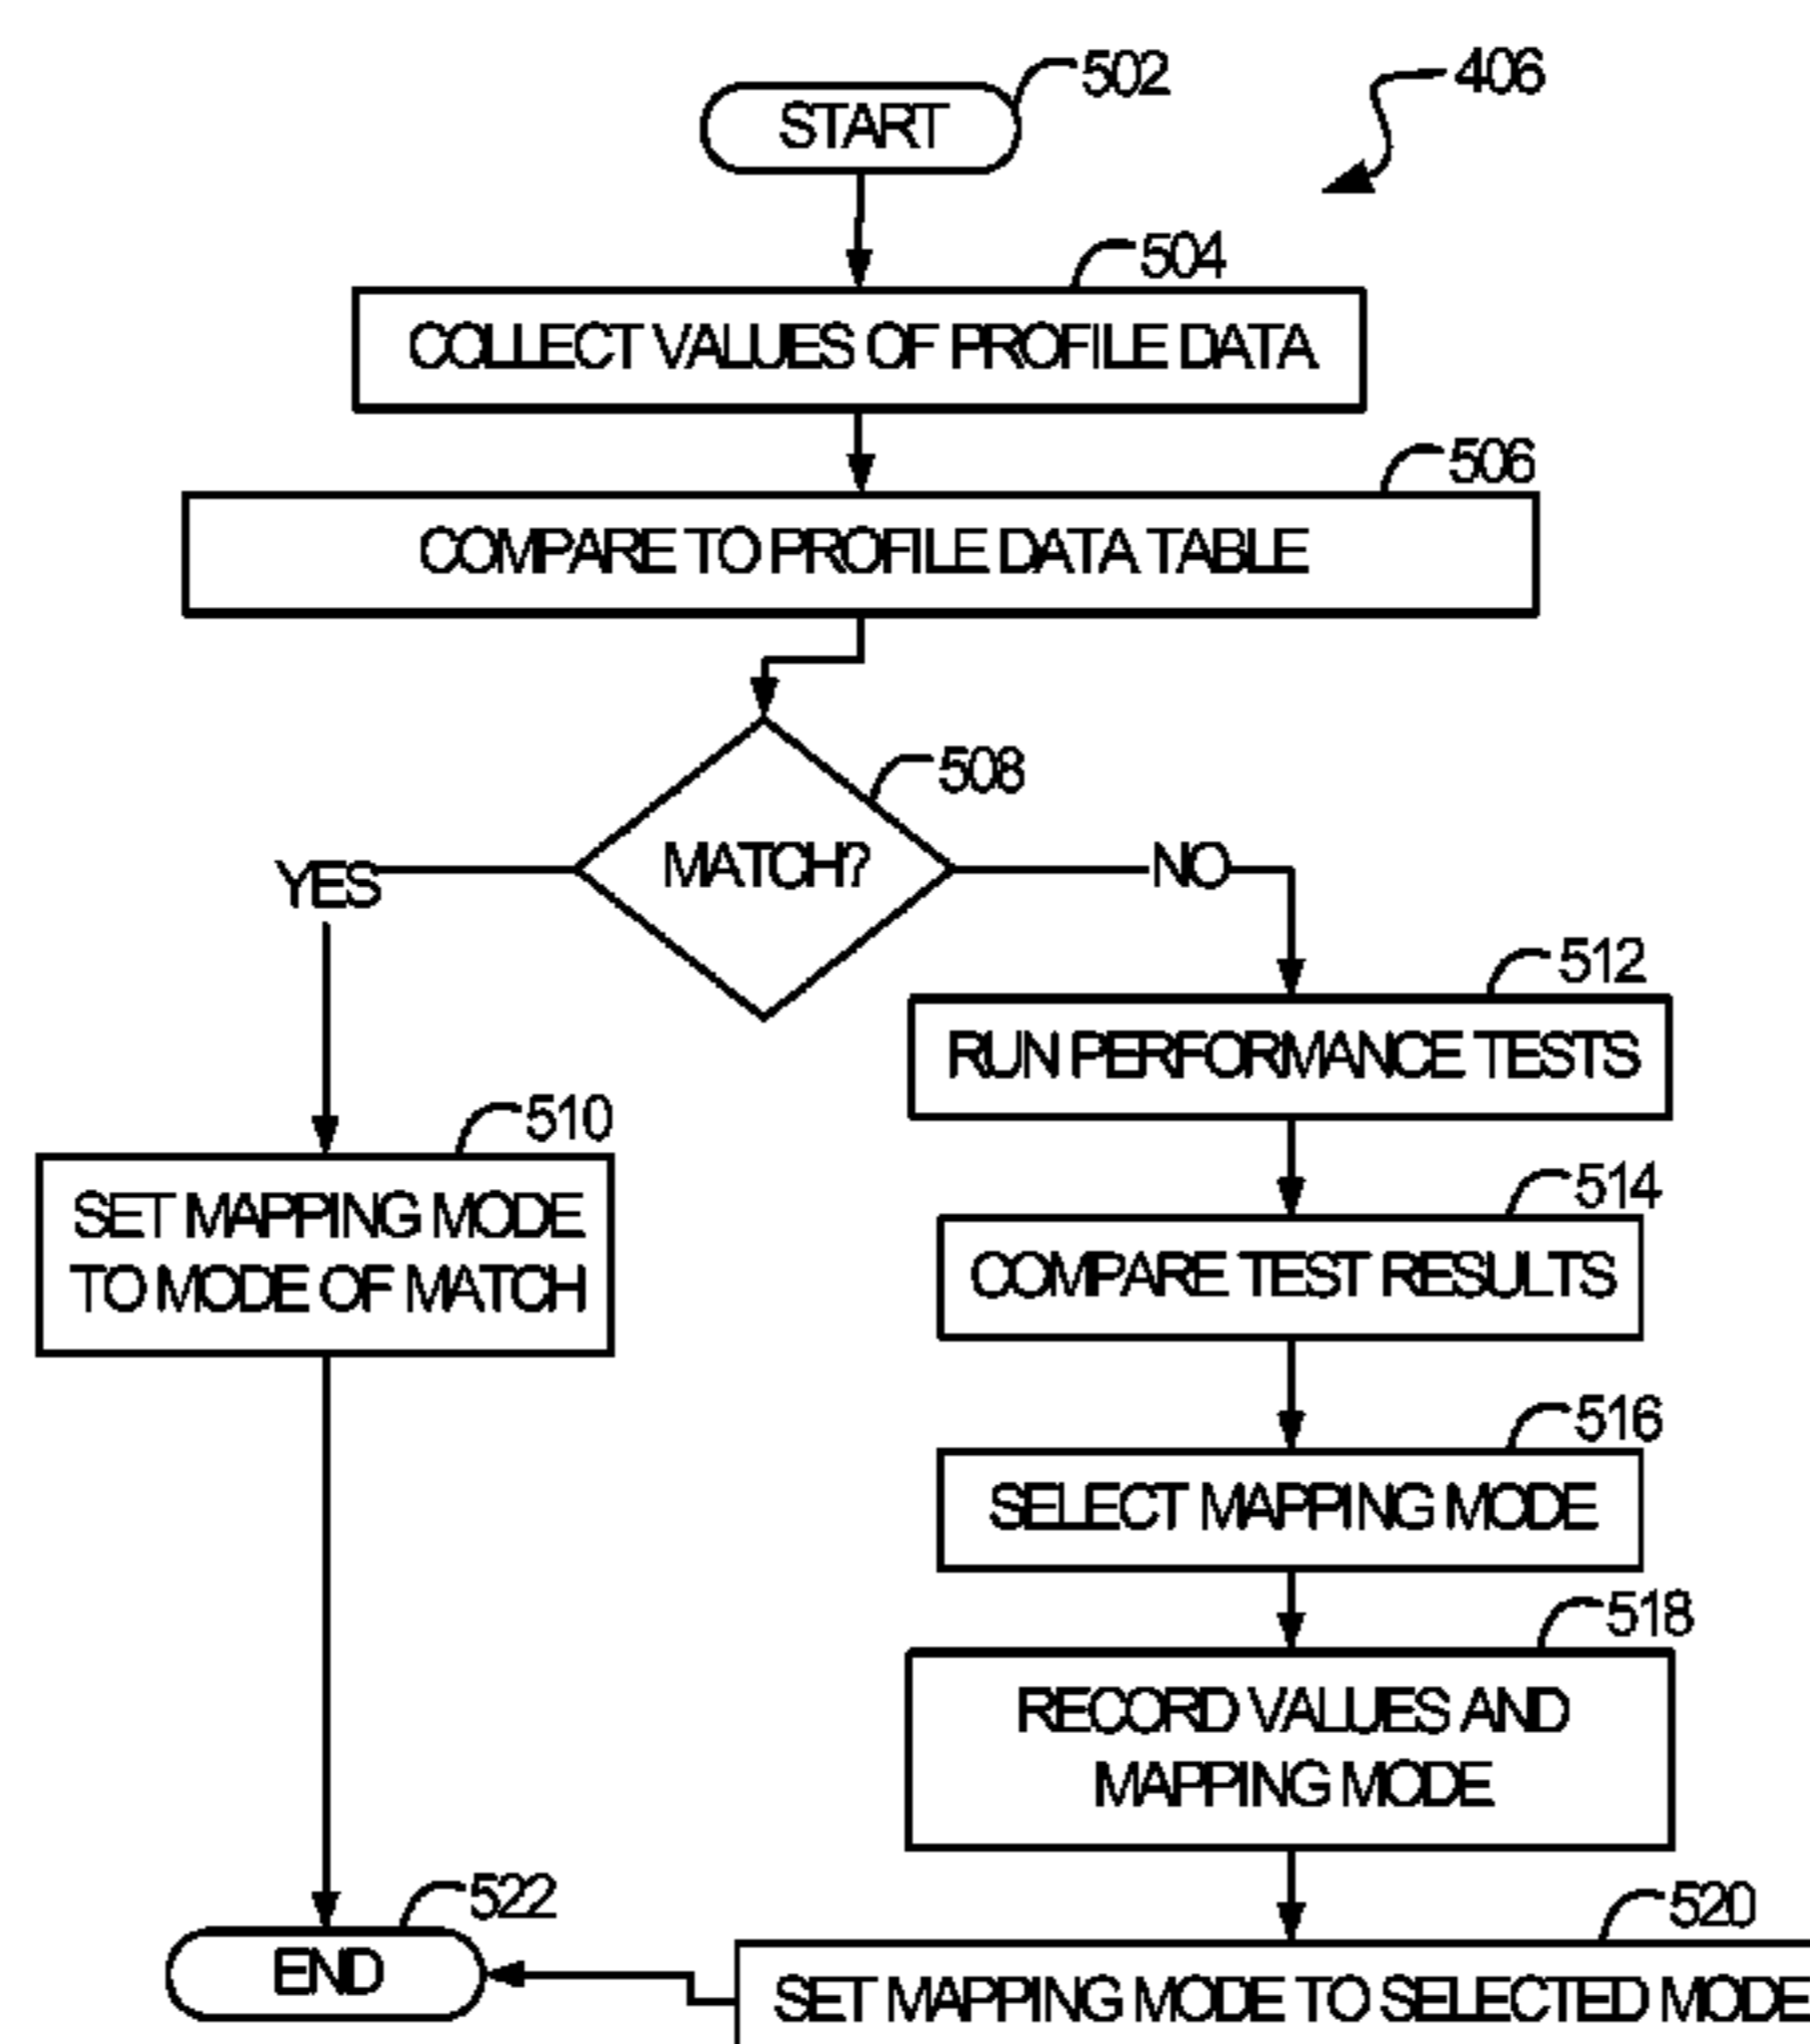 502
406
START
504
COLLECT VALUES OF PROFILE DATA
506
COMPARE TO PROFILE DATA TABLE
508
MATCH?
YES
NO
512
RUN PERFORMANCE TESTS
510
SET MAPPING MODE
TO MODE OF MATCH
514
COMPARE TEST RESULTS
516
SELECT MAPPING MODE
518
RECORD VALUES AND
MAPPING MODE
522
END
520
SET MAPPING MODE TO SELECTED MODE